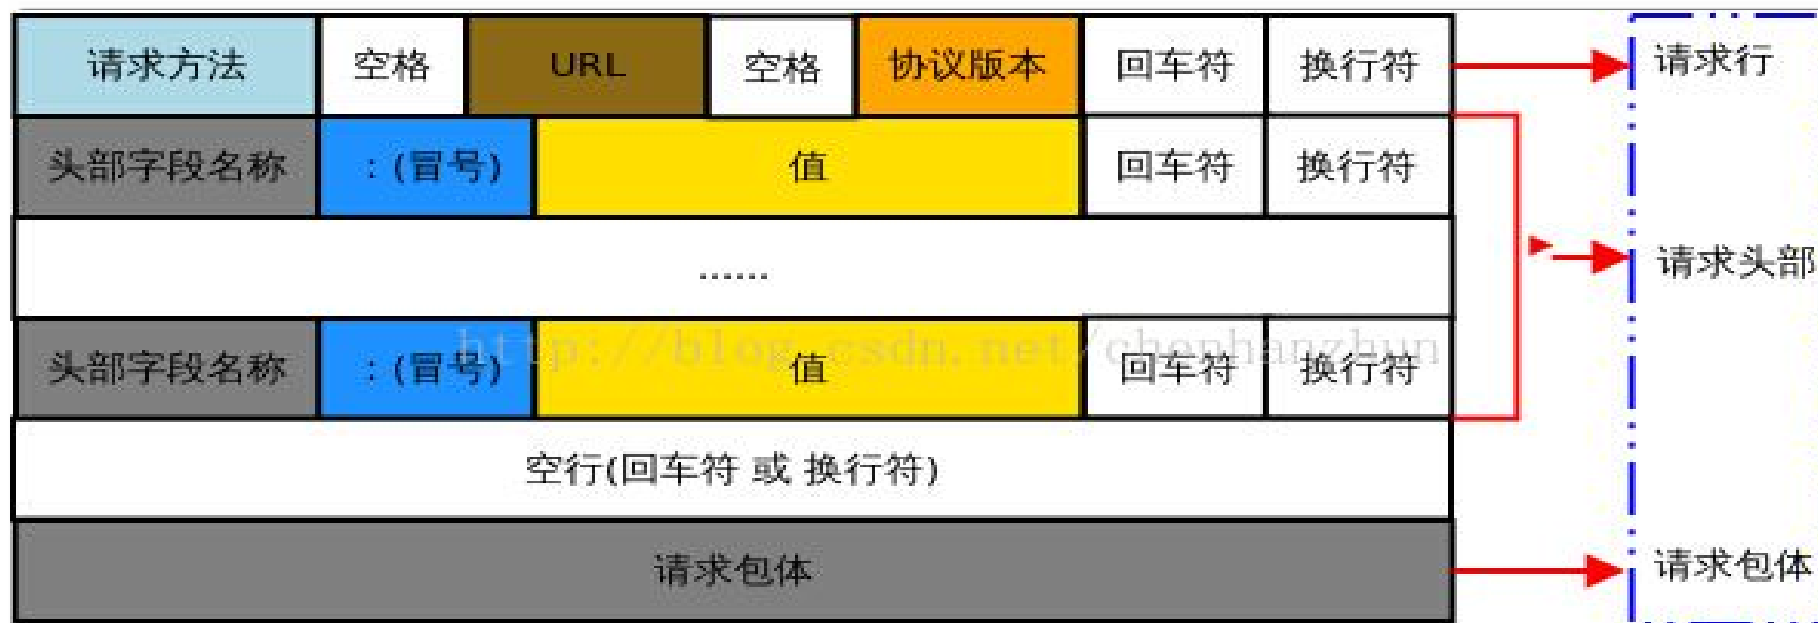 请求方法 空格 URL 空格 协议版本 回车符 换行符 请求行
头部字段名称 :(冒号) 值 回车符 换行符
...... 请求头部
头部字段名称 :(冒号) 值 回车符 换行符
http://blog.csdn.net/chenhanzhun
空行(回车符 或 换行符)
请求包体 请求包体